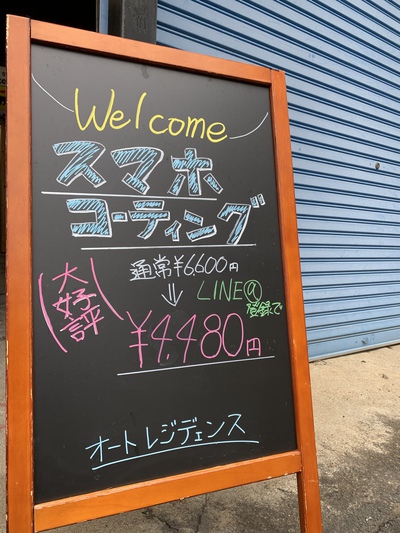 Welcome
スマホ
コーティング
大好評
通常¥6600円
↓
LINE@
登録で
¥4,480円
オートレジデェンス